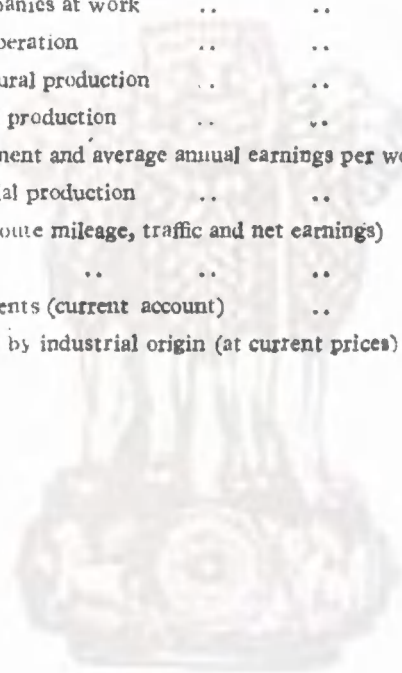 panies at work .. ..
peration .. ..
ural production .. ..
production .. ..
nent and average annual earnings per wo
al production .. ..
oute mileage, traffic and net earnings)
.. .. ..
ents (current account) ..
by industrial origin (at current prices)